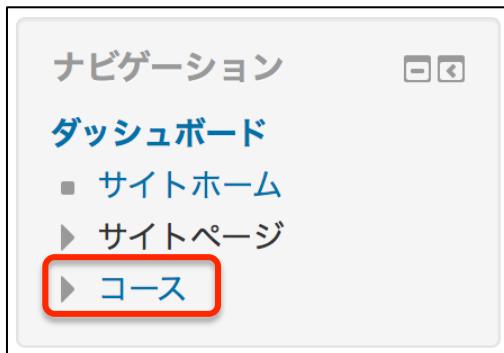 ナビゲーション
ダッシュボード
サイトホーム
サイトページ
コース